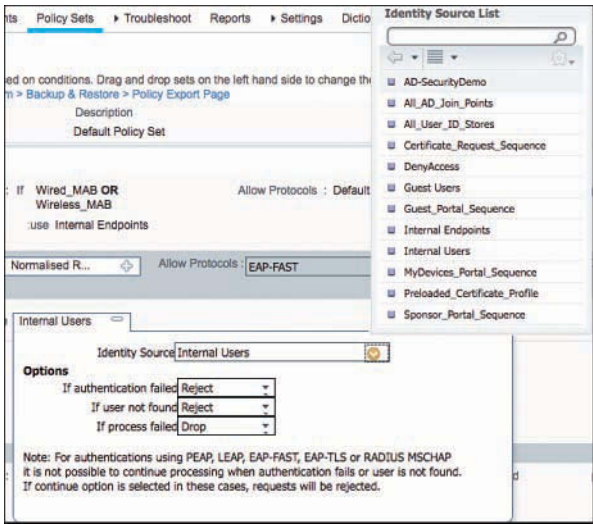 nts Policy Sets Troubleshoot Reports Settings Dictio
Identity Source List
ed on conditions. Drag and drop sets on the left hand side to change the
m > Backup & Restore > Policy Export Page
Description
Default Policy Set
: If Wired_MAB OR
Wireless_MAB
Allow Protocols : Default
:use Internal Endpoints
AD-SecurityDemo
All_AD_Join_Points
All_User_ID_Stores
Certificate_Request_Sequence
DenyAccess
Guest Users
Guest_Portal_Sequence
Internal Endpoints
Internal Users
MyDevices_Portal_Sequence
Preloaded_Certificate_Profile
Sponsor_Portal_Sequence
Normalised R... Allow Protocols : EAP-FAST
Internal Users
Identity Source Internal Users
Options
If authentication failed Reject
If user not found Reject
If process failed Drop
Note: For authentications using PEAP, LEAP, EAP-FAST, EAP-TLS or RADIUS MSCHAP
it is not possible to continue processing when authentication fails or user is not found.
If continue option is selected in these cases, requests will be rejected.